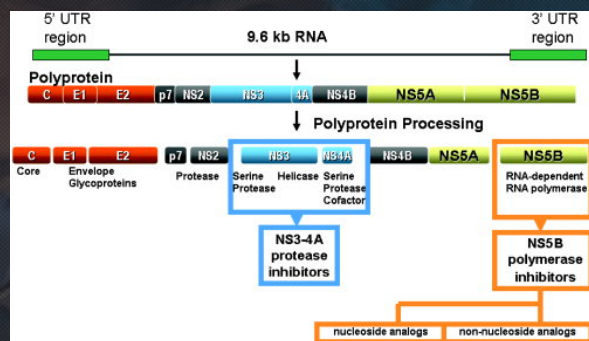 5' UTR
region
9.6 kb RNA
3' UTR
region
Polyprotein
C E1 E2 p7 NS2 NS3 4A NS4B NS5A NS5B
Polyprotein Processing
C E1 E2 p7 NS2 NS3 NS4A NS4B NS5A NS5B
Core
Envelope
Glycoproteins
Protease
Serine
Protease
Helicase
Serine
Protease
Cofactor
RNA-dependent
RNA polymerase
NS3-4A
protease
inhibitors
NS5B
polymerase
inhibitors
nucleoside analogs
non-nucleoside analogs